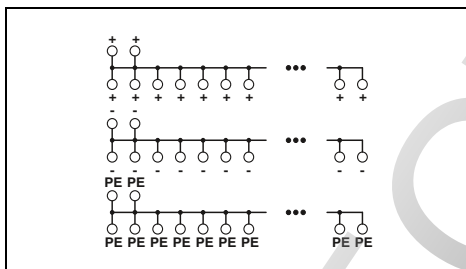 + +
•••
+ + + + + + + + +
- -
•••
- - - - - - - - -
PE PE
•••
PE PE PE PE PE PE PE PE PE